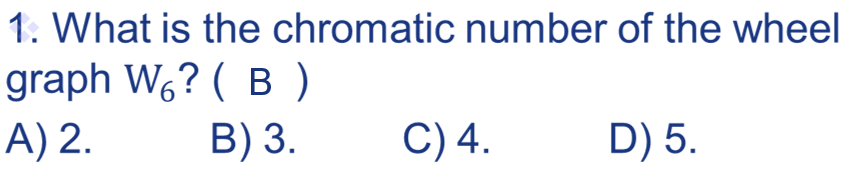 1. What is the chromatic number of the wheel
graph W₆? ( B )
A) 2. B) 3. C) 4. D) 5.